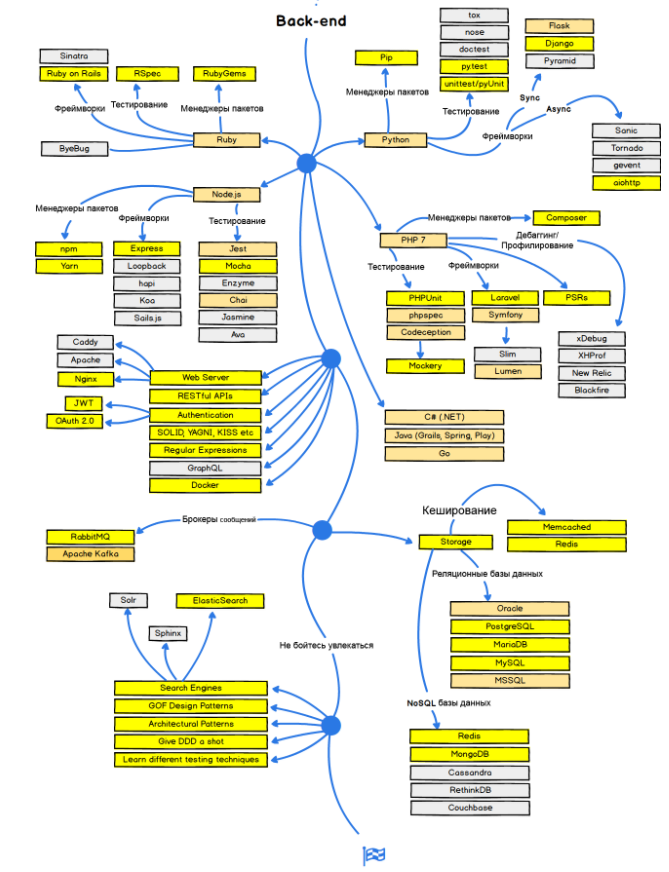 Back-end
Sinatra
Ruby on Rails
RSpec
RubyGems
Фреймворки
Тестирование
Менеджеры пакетов
ByeBug
Ruby
Pip
Менеджеры пакетов
Python
tox
nose
doctest
pytest
unittest/pyUnit
Тестирование
Flask
Django
Pyramid
Sync
Async
Фреймворки
Sanic
Tornado
gevent
aiohttp
Node.js
Менеджеры пакетов
Фреймворки
Тестирование
npm
Yarn
Express
Loopback
hapi
Koa
Sails.js
Jest
Mocha
Enzyme
Chai
Jasmine
Ava
PHP 7
Менеджеры пакетов
Composer
Дебаггинг/
Профилирование
Тестирование
Фреймворки
PHPUnit
phpspec
Codeception
Mockery
Laravel
Symfony
Slim
Lumen
PSRs
xDebug
XHProf
New Relic
Blackfire
Caddy
Apache
Nginx
JWT
OAuth 2.0
Web Server
RESTful APIs
Authentication
SOLID, YAGNI, KISS etc
Regular Expressions
GraphQL
Docker
C# (.NET)
Java (Grails, Spring, Play)
Go
Брокеры сообщений
RabbitMQ
Apache Kafka
Кеширование
Storage
Memcached
Redis
Реляционные базы данных
Oracle
PostgreSQL
MariaDB
MySQL
MSSQL
NoSQL базы данных
Redis
MongoDB
Cassandra
RethinkDB
Couchbase
Не бойтесь увлекаться
Solr
Sphinx
ElasticSearch
Search Engines
GOF Design Patterns
Architectural Patterns
Give DDD a shot
Learn different testing techniques